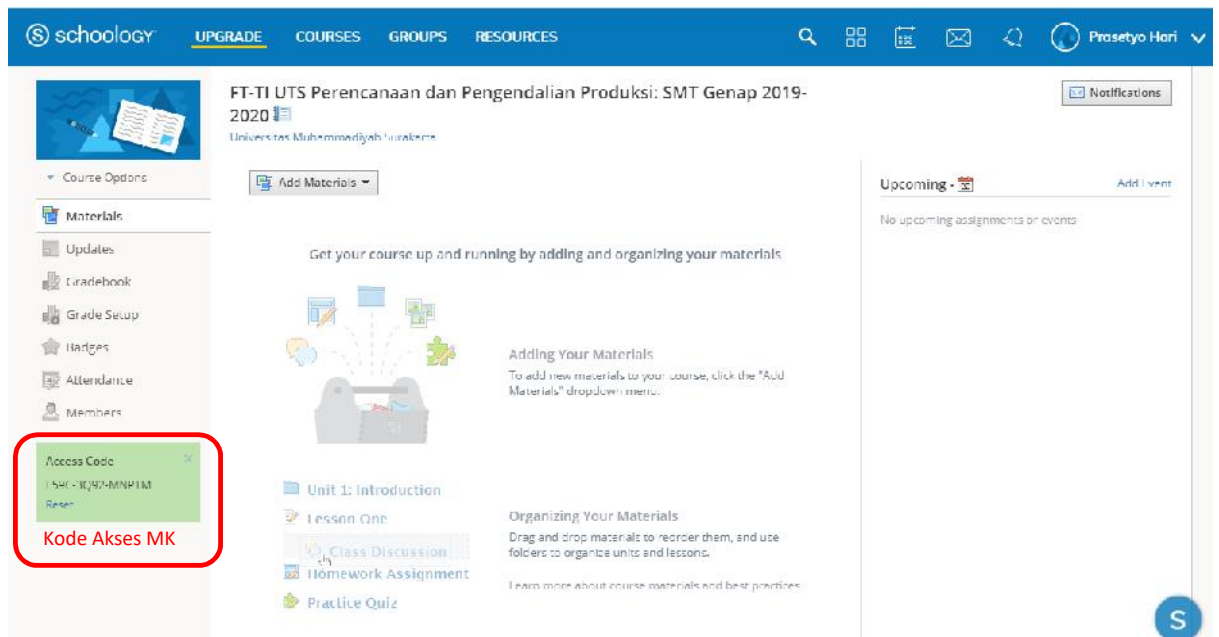 schoology UPGRADE COURSES GROUPS RESOURCES Prasetyo Hari
FT-TI UTS Perencanaan dan Pengendalian Produksi: SMT Genap 2019-
2020
Universitas Muhammadiyah Surakarta
Notifications
Course Options
Materials
Updates
Gradebook
Grade Setup
Badges
Attendance
Members
Access Code
Reset
Kode Akses MK
Add Materials
Get your course up and running by adding and organizing your materials
Adding Your Materials
To add new materials to your course, click the "Add
Materials" dropdown menu.
Unit 1: Introduction
Lesson One
Class Discussion
Homework Assignment
Practice Quiz
Organizing Your Materials
Drag and drop materials to reorder them, and use
folders to organize units and lessons.
Learn more about course materials and best practices
Upcoming
Add Event
No upcoming assignments or events
S